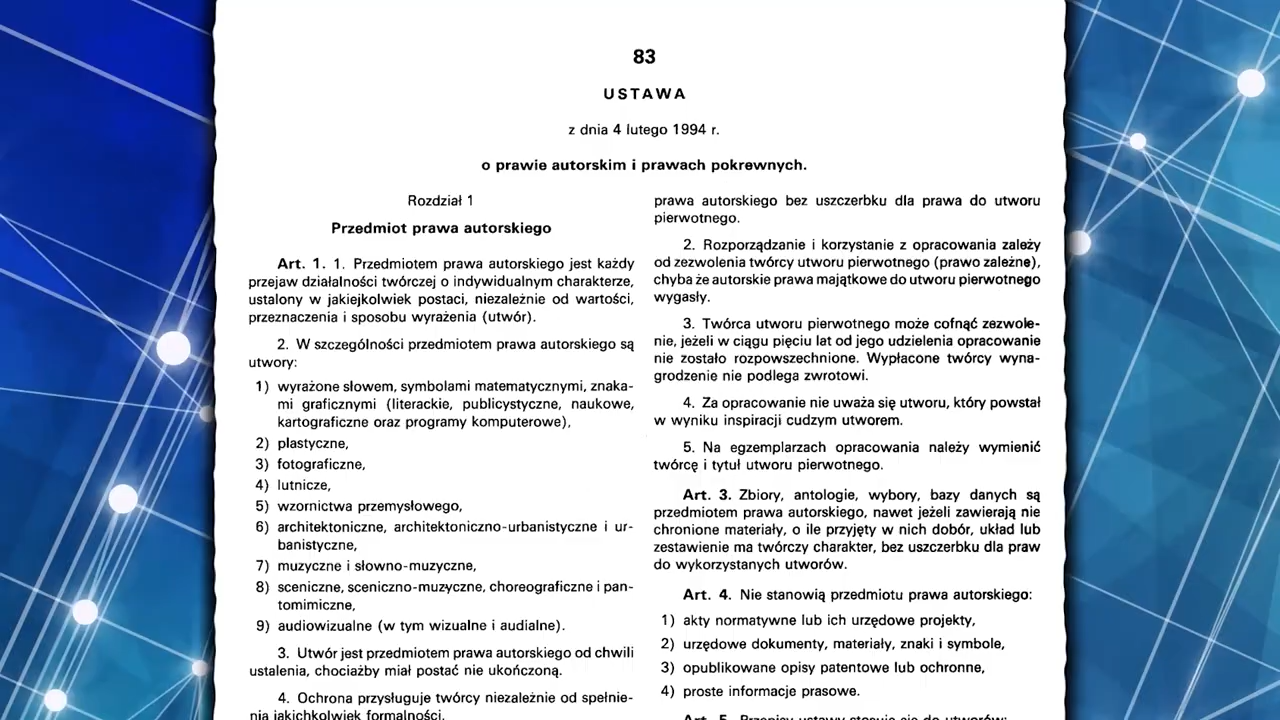 83
USTAWA
z dnia 4 lutego 1994 r.
o prawie autorskim i prawach pokrewnych.
Rozdział 1
Przedmiot prawa autorskiego
Art. 1. 1. Przedmiotem prawa autorskiego jest każdy
przejaw działalności twórczej o indywidualnym charakterze,
ustalony w jakiejkolwiek postaci, niezależnie od wartości,
przeznaczenia i sposobu wyrażenia (utwór).
2. W szczególności przedmiotem prawa autorskiego są
utwory:
1) wyrażone słowem, symbolami matematycznymi, znaka-
mi graficznymi (literackie, publicystyczne, naukowe,
kartograficzne oraz programy komputerowe),
2) plastyczne,
3) fotograficzne,
4) lutnicze,
5) wzornictwa przemysłowego,
6) architektoniczne, architektoniczno-urbanistyczne i ur-
banistyczne,
7) muzyczne i słowno-muzyczne,
8) sceniczne, sceniczno-muzyczne, choreograficzne i pan-
tomimiczne,
9) audiowizualne (w tym wizualne i audialne).
3. Utwór jest przedmiotem prawa autorskiego od chwili
ustalenia, chociażby miał postać nie ukończoną.
4. Ochrona przysługuje twórcy niezależnie od spełnie-
nia jakichkolwiek formalności.
prawa autorskiego bez uszczerbku dla prawa do utworu
pierwotnego.
2. Rozporządzanie i korzystanie z opracowania zależy
od zezwolenia twórcy utworu pierwotnego (prawo zależne),
chyba że autorskie prawa majątkowe do utworu pierwotnego
wygasły.
3. Twórca utworu pierwotnego może cofnąć zezwole-
nie, jeżeli w ciągu pięciu lat od jego udzielenia opracowanie
nie zostało rozpowszechnione. Wypłacone twórcy wyna-
grodzenie nie podlega zwrotowi.
4. Za opracowanie nie uważa się utworu, który powstał
w wyniku inspiracji cudzym utworem.
5. Na egzemplarzach opracowania należy wymienić
twórcę i tytuł utworu pierwotnego.
Art. 3. Zbiory, antologie, wybory, bazy danych są
przedmiotem prawa autorskiego, nawet jeżeli zawierają nie
chronione materiały, o ile przyjęty w nich dobór, układ lub
zestawienie ma twórczy charakter, bez uszczerbku dla praw
do wykorzystanych utworów.
Art. 4. Nie stanowią przedmiotu prawa autorskiego:
1) akty normatywne lub ich urzędowe projekty,
2) urzędowe dokumenty, materiały, znaki i symbole,
3) opublikowane opisy patentowe lub ochronne,
4) proste informacje prasowe.
Art. 5. Przepisy ustawy stosuje się do utworów: